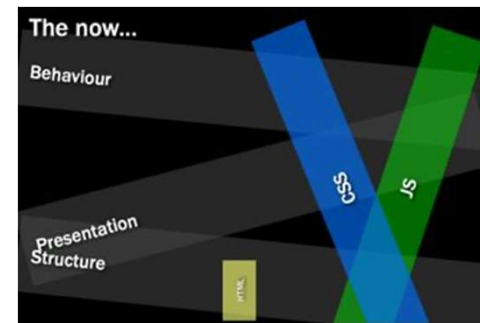 The now...
Behaviour
CSS
JS
Presentation
Structure
HTML